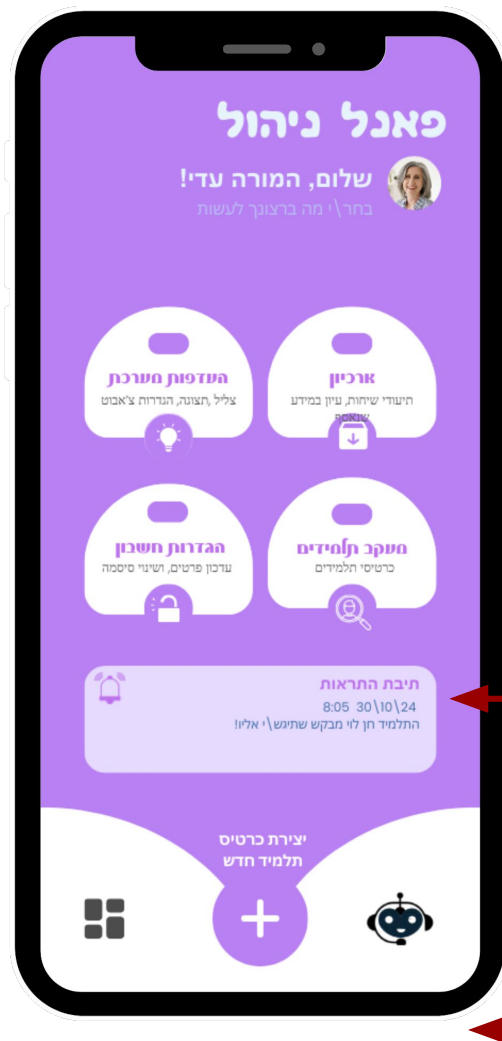 פאנל ניהול
שלום, המורה עדי!
בחר\י מה ברצונך לעשות
ארכיון
תיעודי שיחות, עיון במידע
שנאסף
העדפות מערכת
צליל ,תצוגה, הגדרות צ'אבוט
מעקב תלמידים
כרטיסי תלמידים
הגדרות חשבון
עדכון פרטים, ושינוי סיסמה
תיבת התראות
8:05 30\10\24
התלמיד חן לוי מבקש שתיגש\י אליו!
יצירת כרטיס
תלמיד חדש